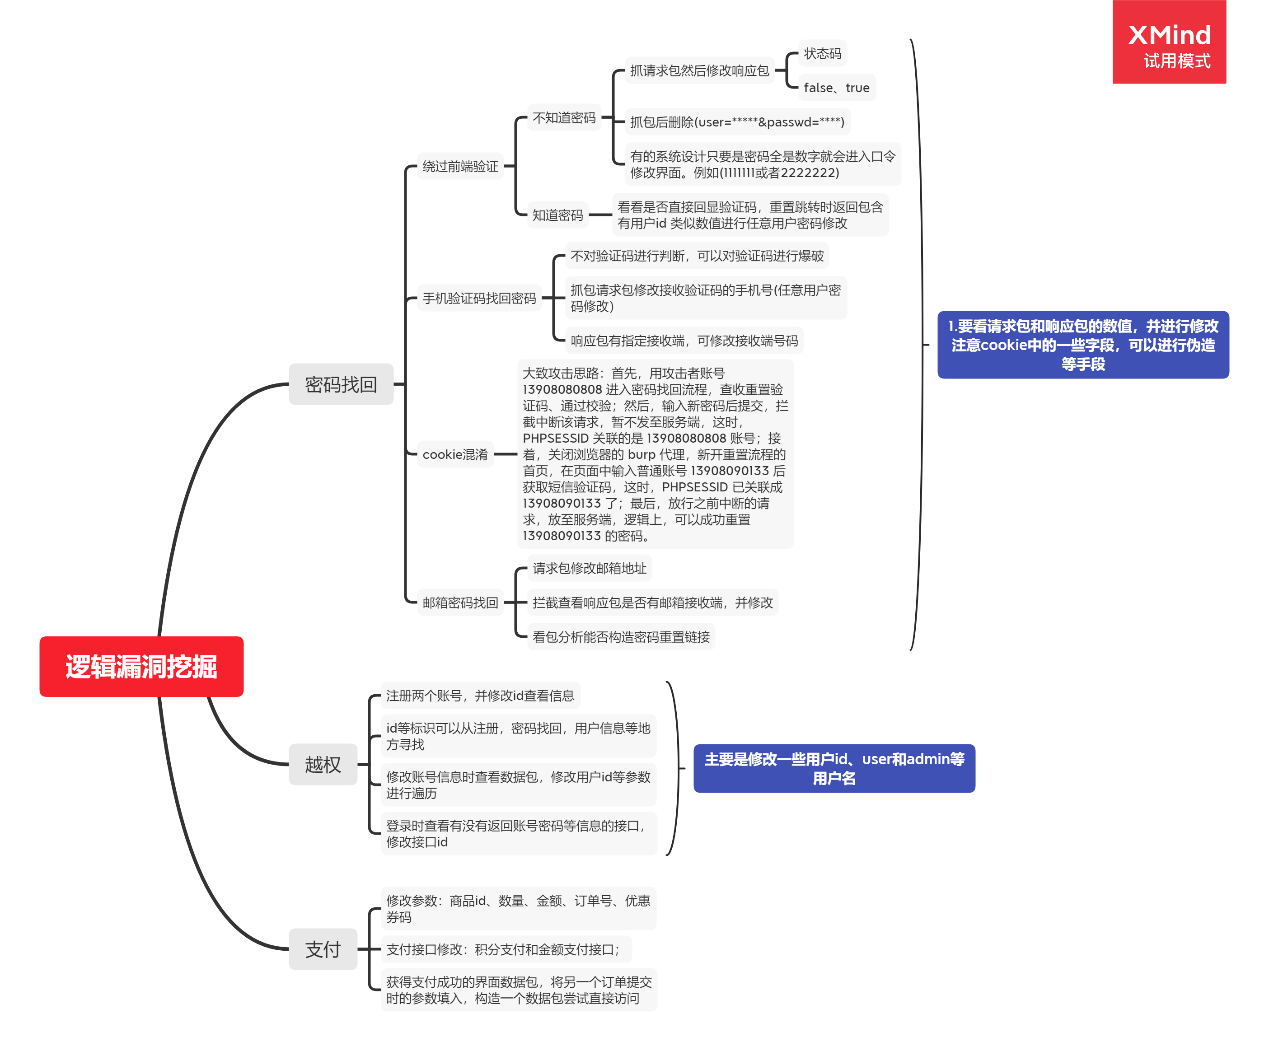 XMind
试用模式
逻辑漏洞挖掘
密码找回
绕过前端验证
不知道密码
抓请求包然后修改响应包
状态码
false、true
抓包后删除(user=*****&passwd=****)
有的系统设计只要是密码全是数字就会进入口令
修改界面。例如(1111111或者2222222)
知道密码
看看是否直接回显验证码，重置跳转时返回包含
有用户id 类似数值进行任意用户密码修改
手机验证码找回密码
不对验证码进行判断，可以对验证码进行爆破
抓包请求包修改接收验证码的手机号(任意用户密
码修改）
响应包有指定接收端，可修改接收端号码
cookie混淆
大致攻击思路：首先，用攻击者账号
13908080808 进入密码找回流程，查收重置验
证码、通过校验；然后，输入新密码后提交，拦
截中断该请求，暂不发至服务端，这时，
PHPSESSID 关联的是 13908080808 账号；接
着，关闭浏览器的 burp 代理，新开重置流程的
首页，在页面中输入普通账号 13908090133 后
获取短信验证码，这时，PHPSESSID 已关联成
13908090133 了；最后，放行之前中断的请
求，放至服务端，逻辑上，可以成功重置
13908090133 的密码。
邮箱密码找回
请求包修改邮箱地址
拦截查看响应包是否有邮箱接收端，并修改
看包分析能否构造密码重置链接
1.要看请求包和响应包的数值，并进行修改
注意cookie中的一些字段，可以进行伪造
等手段
越权
注册两个账号，并修改id查看信息
id等标识可以从注册，密码找回，用户信息等地
方寻找
修改账号信息时查看数据包，修改用户id等参数
进行遍历
登录时查看有没有返回账号密码等信息的接口，
修改接口id
主要是修改一些用户id、user和admin等
用户名
支付
修改参数：商品id、数量、金额、订单号、优惠
券码
支付接口修改：积分支付和金额支付接口；
获得支付成功的界面数据包，将另一个订单提交
时的参数填入，构造一个数据包尝试直接访问